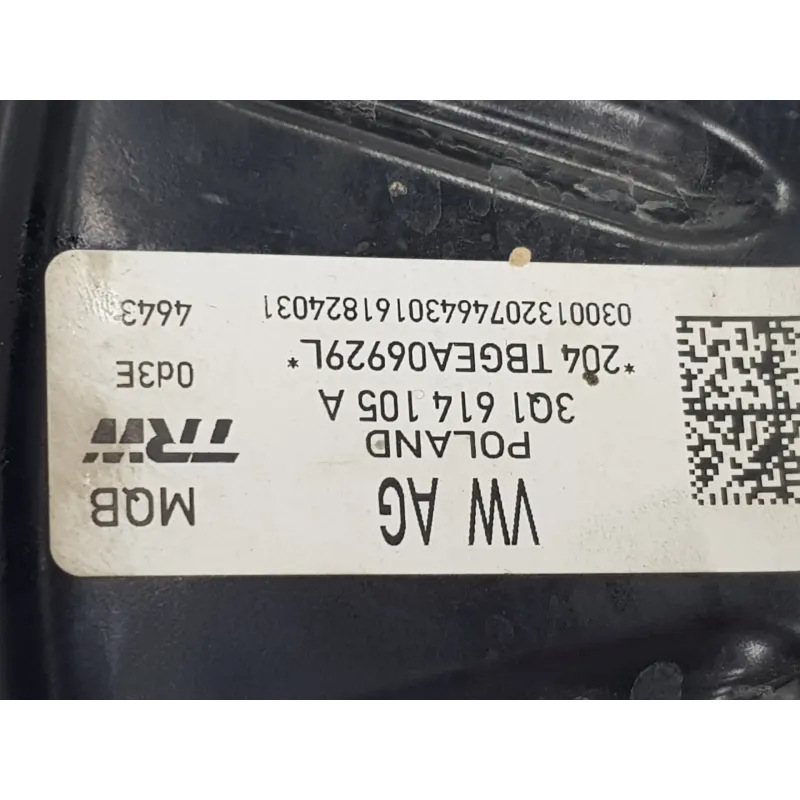 VW AG
MQB
POLAND
TRW
3Q1 614 105 A
0d3E
*204 TBGEA06929L*
03001320746430161824031
4643